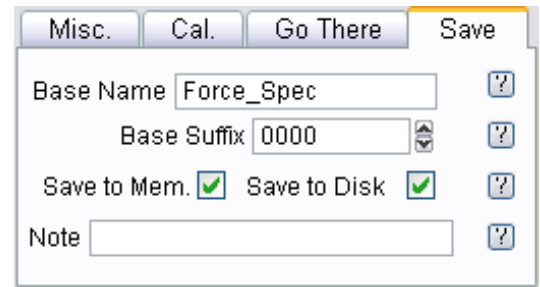 Misc. Cal. Go There Save
Base Name Force_Spec ?
Base Suffix 0000 ?
Save to Mem. Save to Disk ?
Note ?